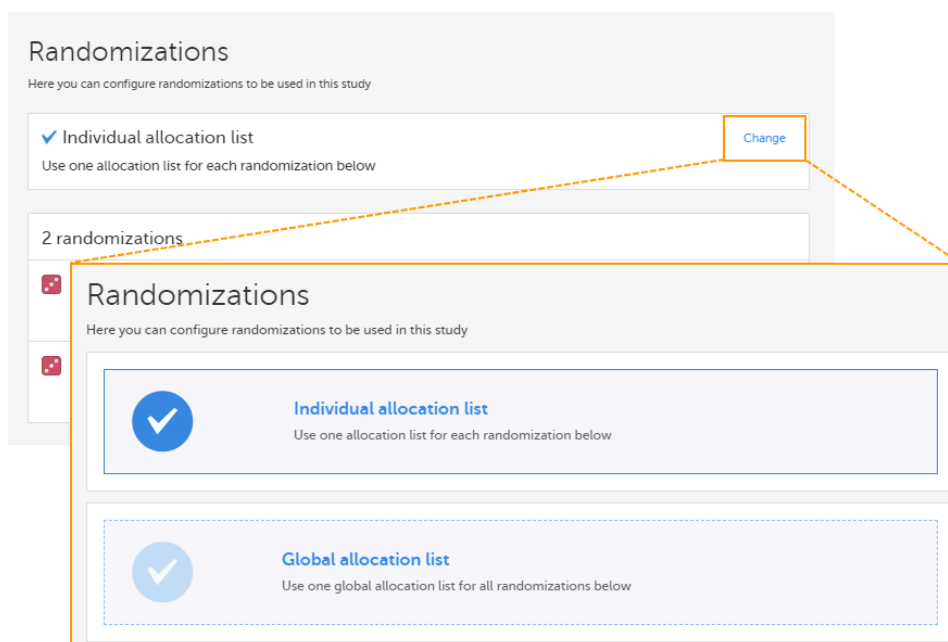 Randomizations
Here you can configure randomizations to be used in this study
Individual allocation list
Change
Use one allocation list for each randomization below
2 randomizations
Randomizations
Here you can configure randomizations to be used in this study
Individual allocation list
Use one allocation list for each randomization below
Global allocation list
Use one global allocation list for all randomizations below